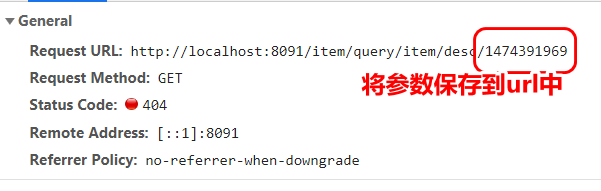 General
Request URL: http://localhost:8091/item/query/item/desc/1474391969
Request Method: GET
将参数保存到url中
Status Code: 404
Remote Address: [::1]:8091
Referrer Policy: no-referrer-when-downgrade